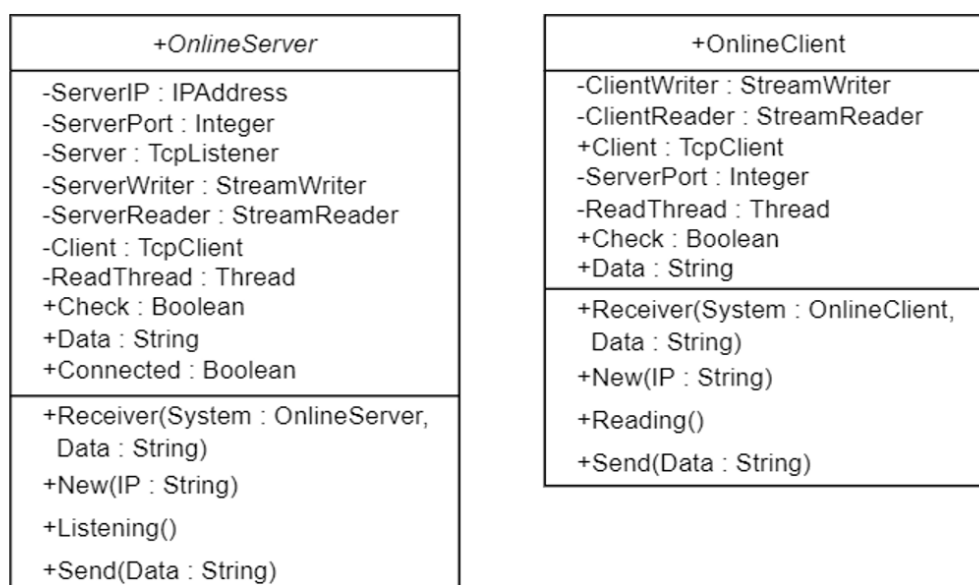 +OnlineServer
-ServerIP : IPAddress
-ServerPort : Integer
-Server : TcpListener
-ServerWriter : StreamWriter
-ServerReader : StreamReader
-Client : TcpClient
-ReadThread : Thread
+Check : Boolean
+Data : String
+Connected : Boolean
+Receiver(System : OnlineServer,
Data : String)
+New(IP : String)
+Listening()
+Send(Data : String)
+OnlineClient
-ClientWriter : StreamWriter
-ClientReader : StreamReader
+Client : TcpClient
-ServerPort : Integer
-ReadThread : Thread
+Check : Boolean
+Data : String
+Receiver(System : OnlineClient,
Data : String)
+New(IP : String)
+Reading()
+Send(Data : String)